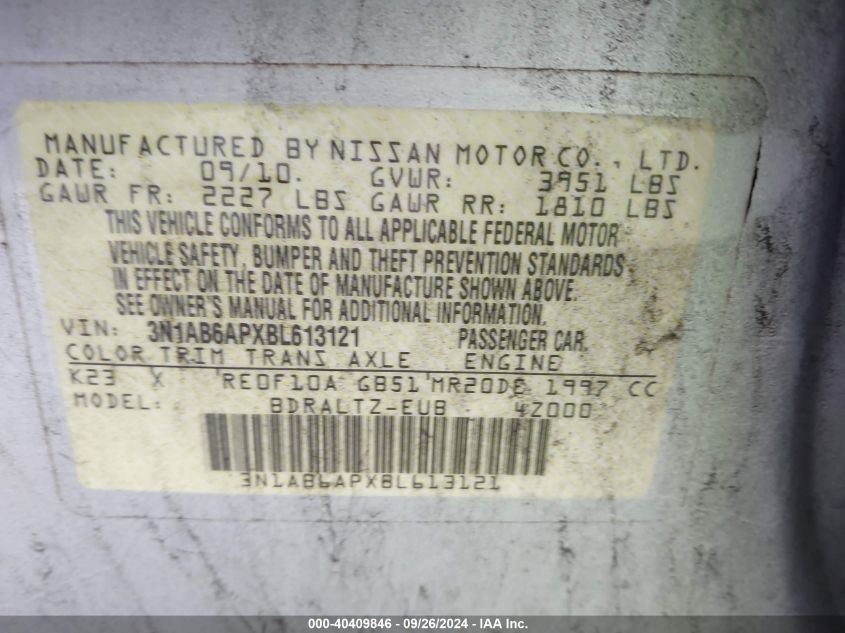 MANUFACTURED BY NISSAN MOTOR CO., LTD.
DATE: 09/10. GVWR: 3951 LBS
GAWR FR: 2227 LBS GAWR RR: 1810 LBS
THIS VEHICLE CONFORMS TO ALL APPLICABLE FEDERAL MOTOR
VEHICLE SAFETY, BUMPER AND THEFT PREVENTION STANDARDS
IN EFFECT ON THE DATE OF MANUFACTURE SHOWN ABOVE.
SEE OWNER'S MANUAL FOR ADDITIONAL INFORMATION.
VIN: 3N1AB6APXBL613121 PASSENGER CAR.
COLOR TRIM TRANS AXLE ENGINE
K23 X RE0F10A GB51 MR20DE 1997 CC
MODEL: BDRALTZ-EUB 4Z000
3N1AB6APXBL613121
000-40409846 - 09/26/2024 - IAA Inc.